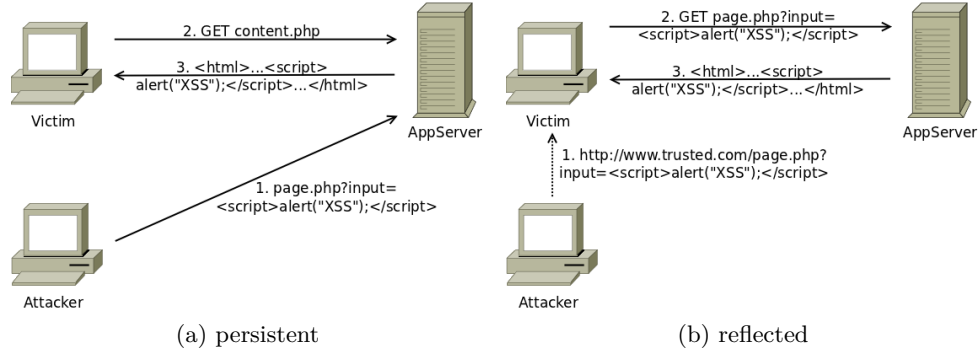 2. GET content.php
3. <html>...<script>
alert("XSS");</script>...</html>
Victim
AppServer
1. page.php?input=
<script>alert("XSS");</script>
Attacker
(a) persistent
2. GET page.php?input=
<script>alert("XSS");</script>
3. <html>...<script>
alert("XSS");</script>...</html>
Victim
AppServer
1. http://www.trusted.com/page.php?
input=<script>alert("XSS");</script>
Attacker
(b) reflected